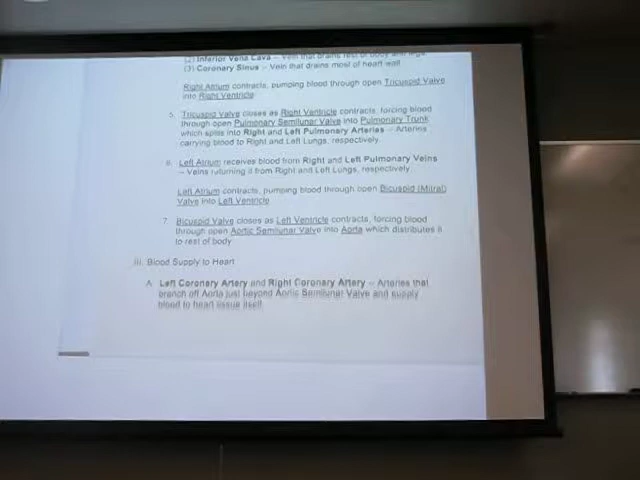 (2) Inferior Vena Cava – Vein that drains rest of body and legs
(3) Coronary Sinus – Vein that drains most of heart wall
Right Atrium contracts, pumping blood through open Tricuspid Valve
into Right Ventricle
5. Tricuspid Valve closes as Right Ventricle contracts, forcing blood
through open Pulmonary Semilunar Valve into Pulmonary Trunk
which splits into Right and Left Pulmonary Arteries – Arteries
carrying blood to Right and Left Lungs, respectively.
6. Left Atrium receives blood from Right and Left Pulmonary Veins
– Veins returning it from Right and Left Lungs, respectively
Left Atrium contracts, pumping blood through open Bicuspid (Mitral)
Valve into Left Ventricle
7. Bicuspid Valve closes as Left Ventricle contracts, forcing blood
through open Aortic Semilunar Valve into Aorta which distributes it
to rest of body
III. Blood Supply to Heart
A. Left Coronary Artery and Right Coronary Artery – Arteries that
branch off Aorta just beyond Aortic Semilunar Valve and supply
blood to heart tissue itself